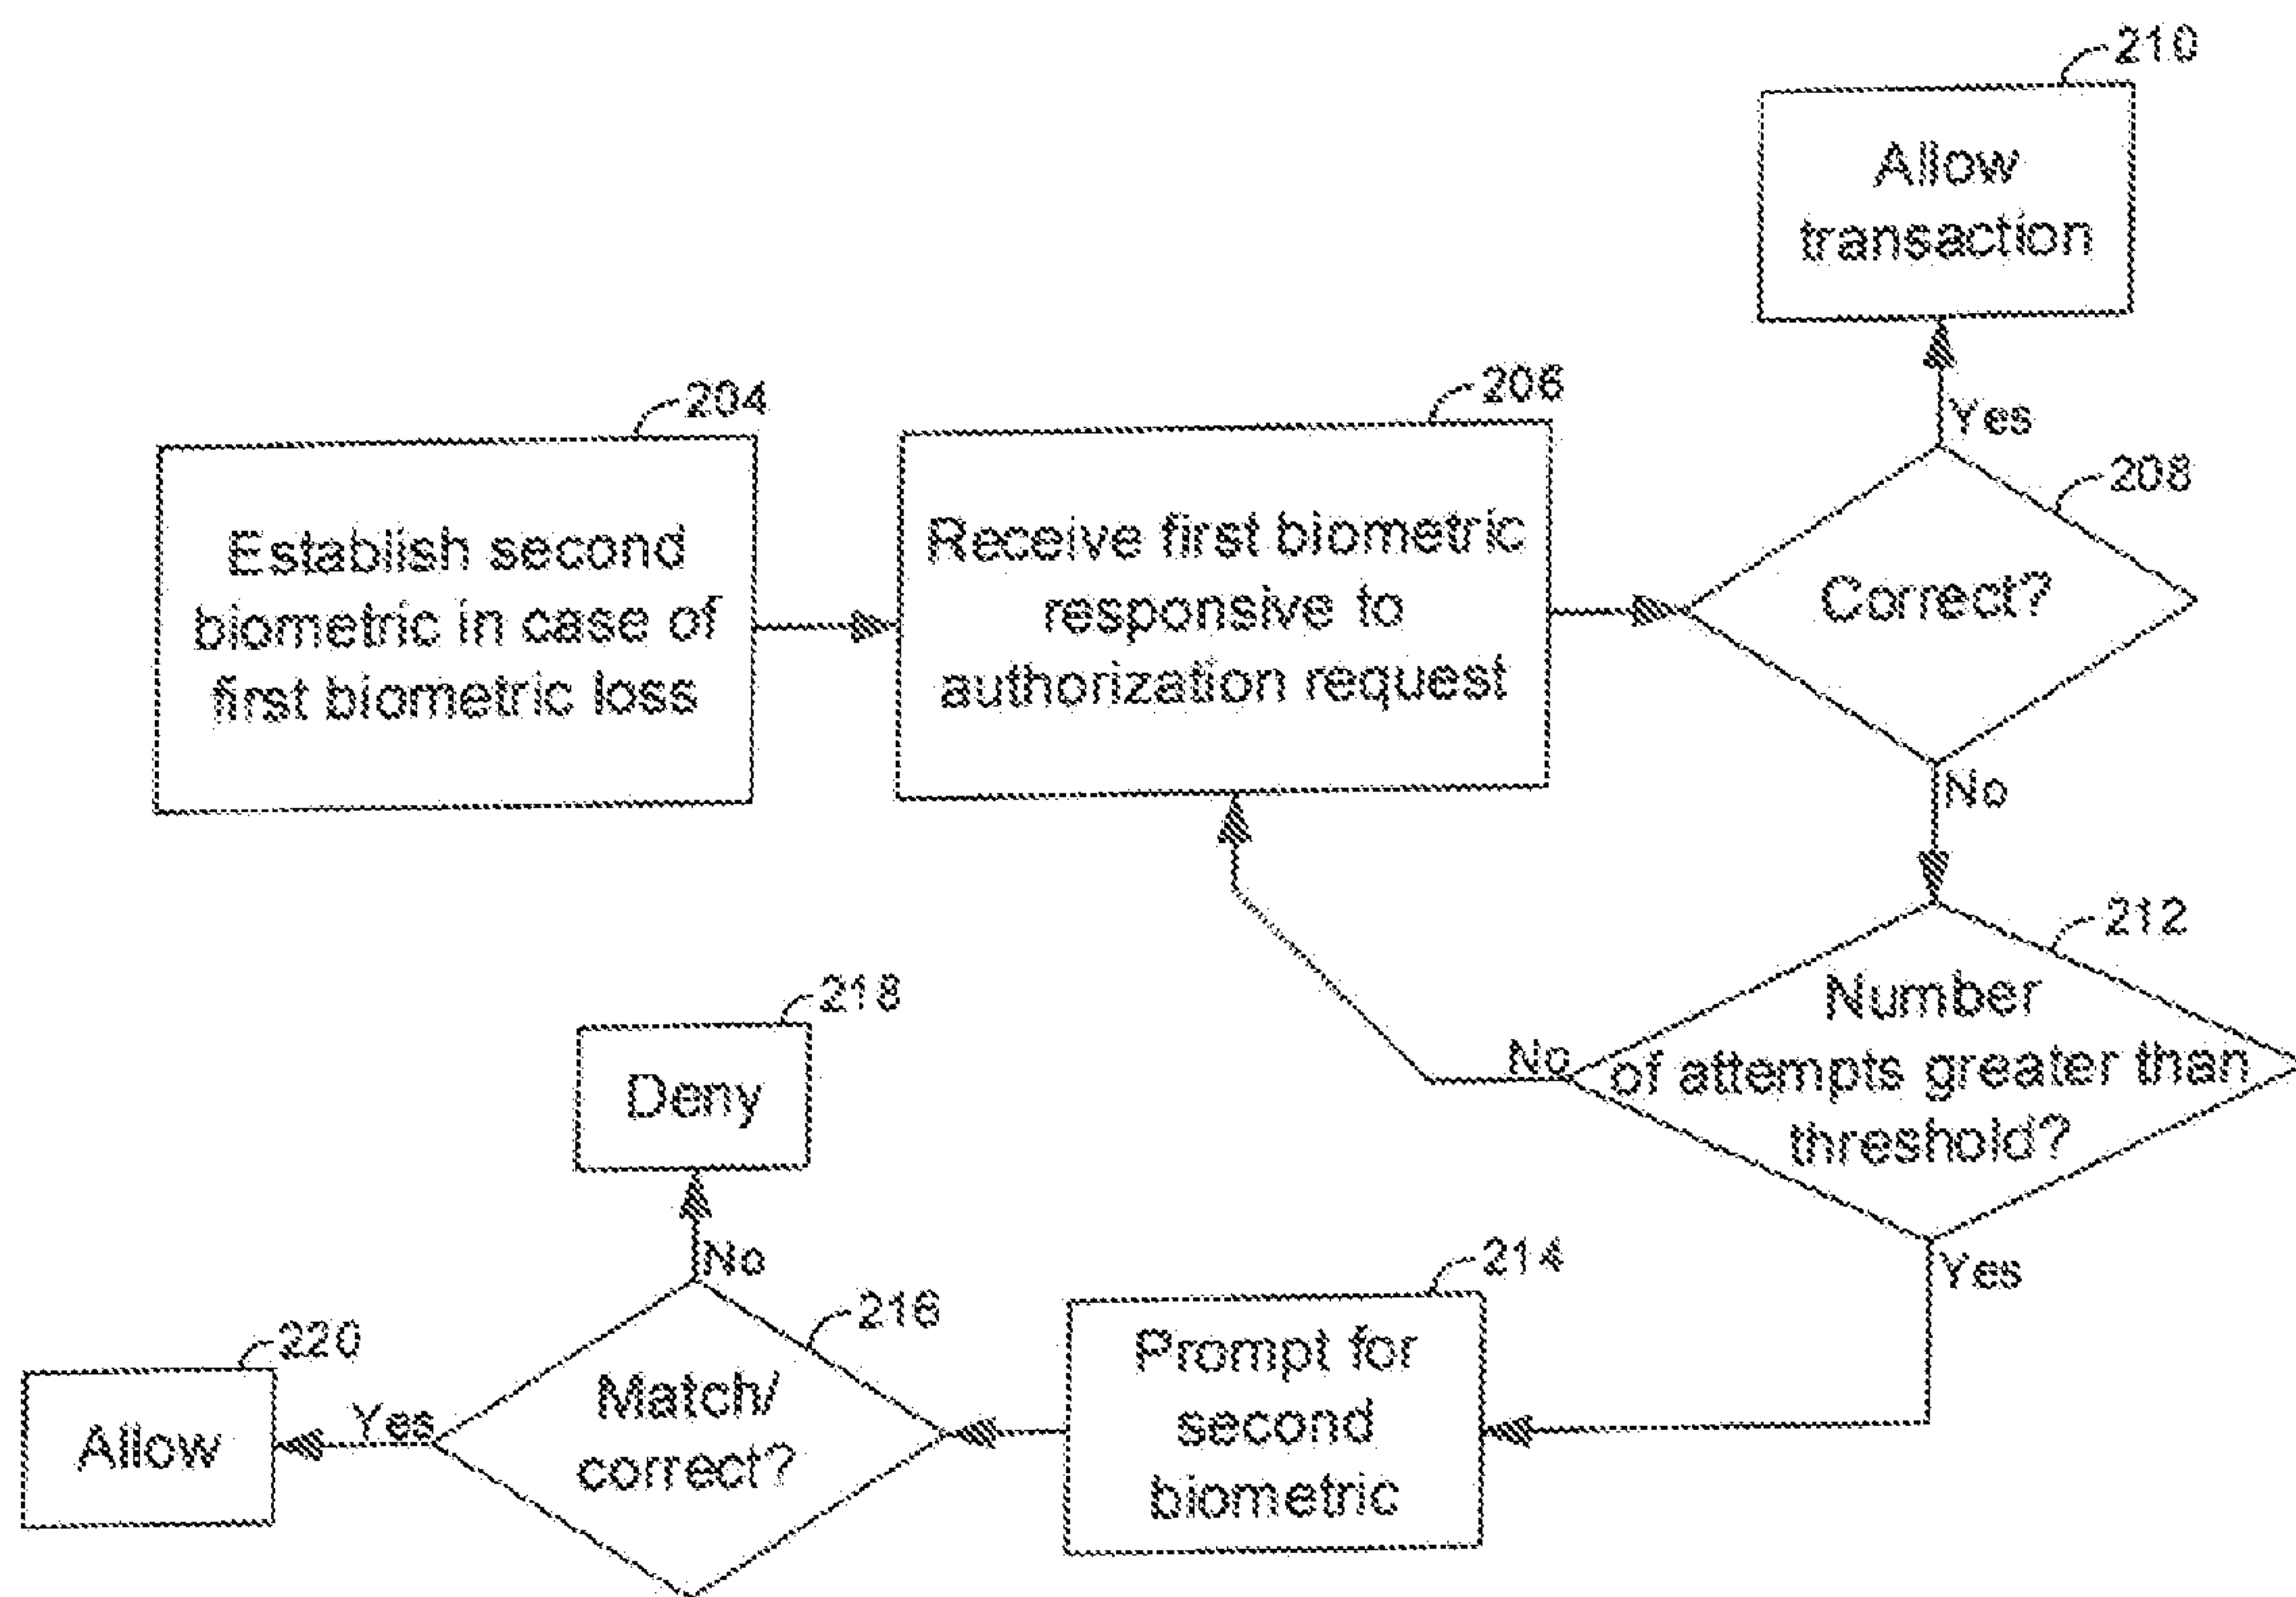 210
Allow
transaction
Yes
204
Establish second
biometric in case of
first biometric loss
206
Receive first biometric
responsive to
authorization request
208
Correct?
No
212
Number
of attempts greater than
threshold?
No
Yes
214
Prompt for
second
biometric
216
Match/
correct?
No
218
Deny
Yes
220
Allow